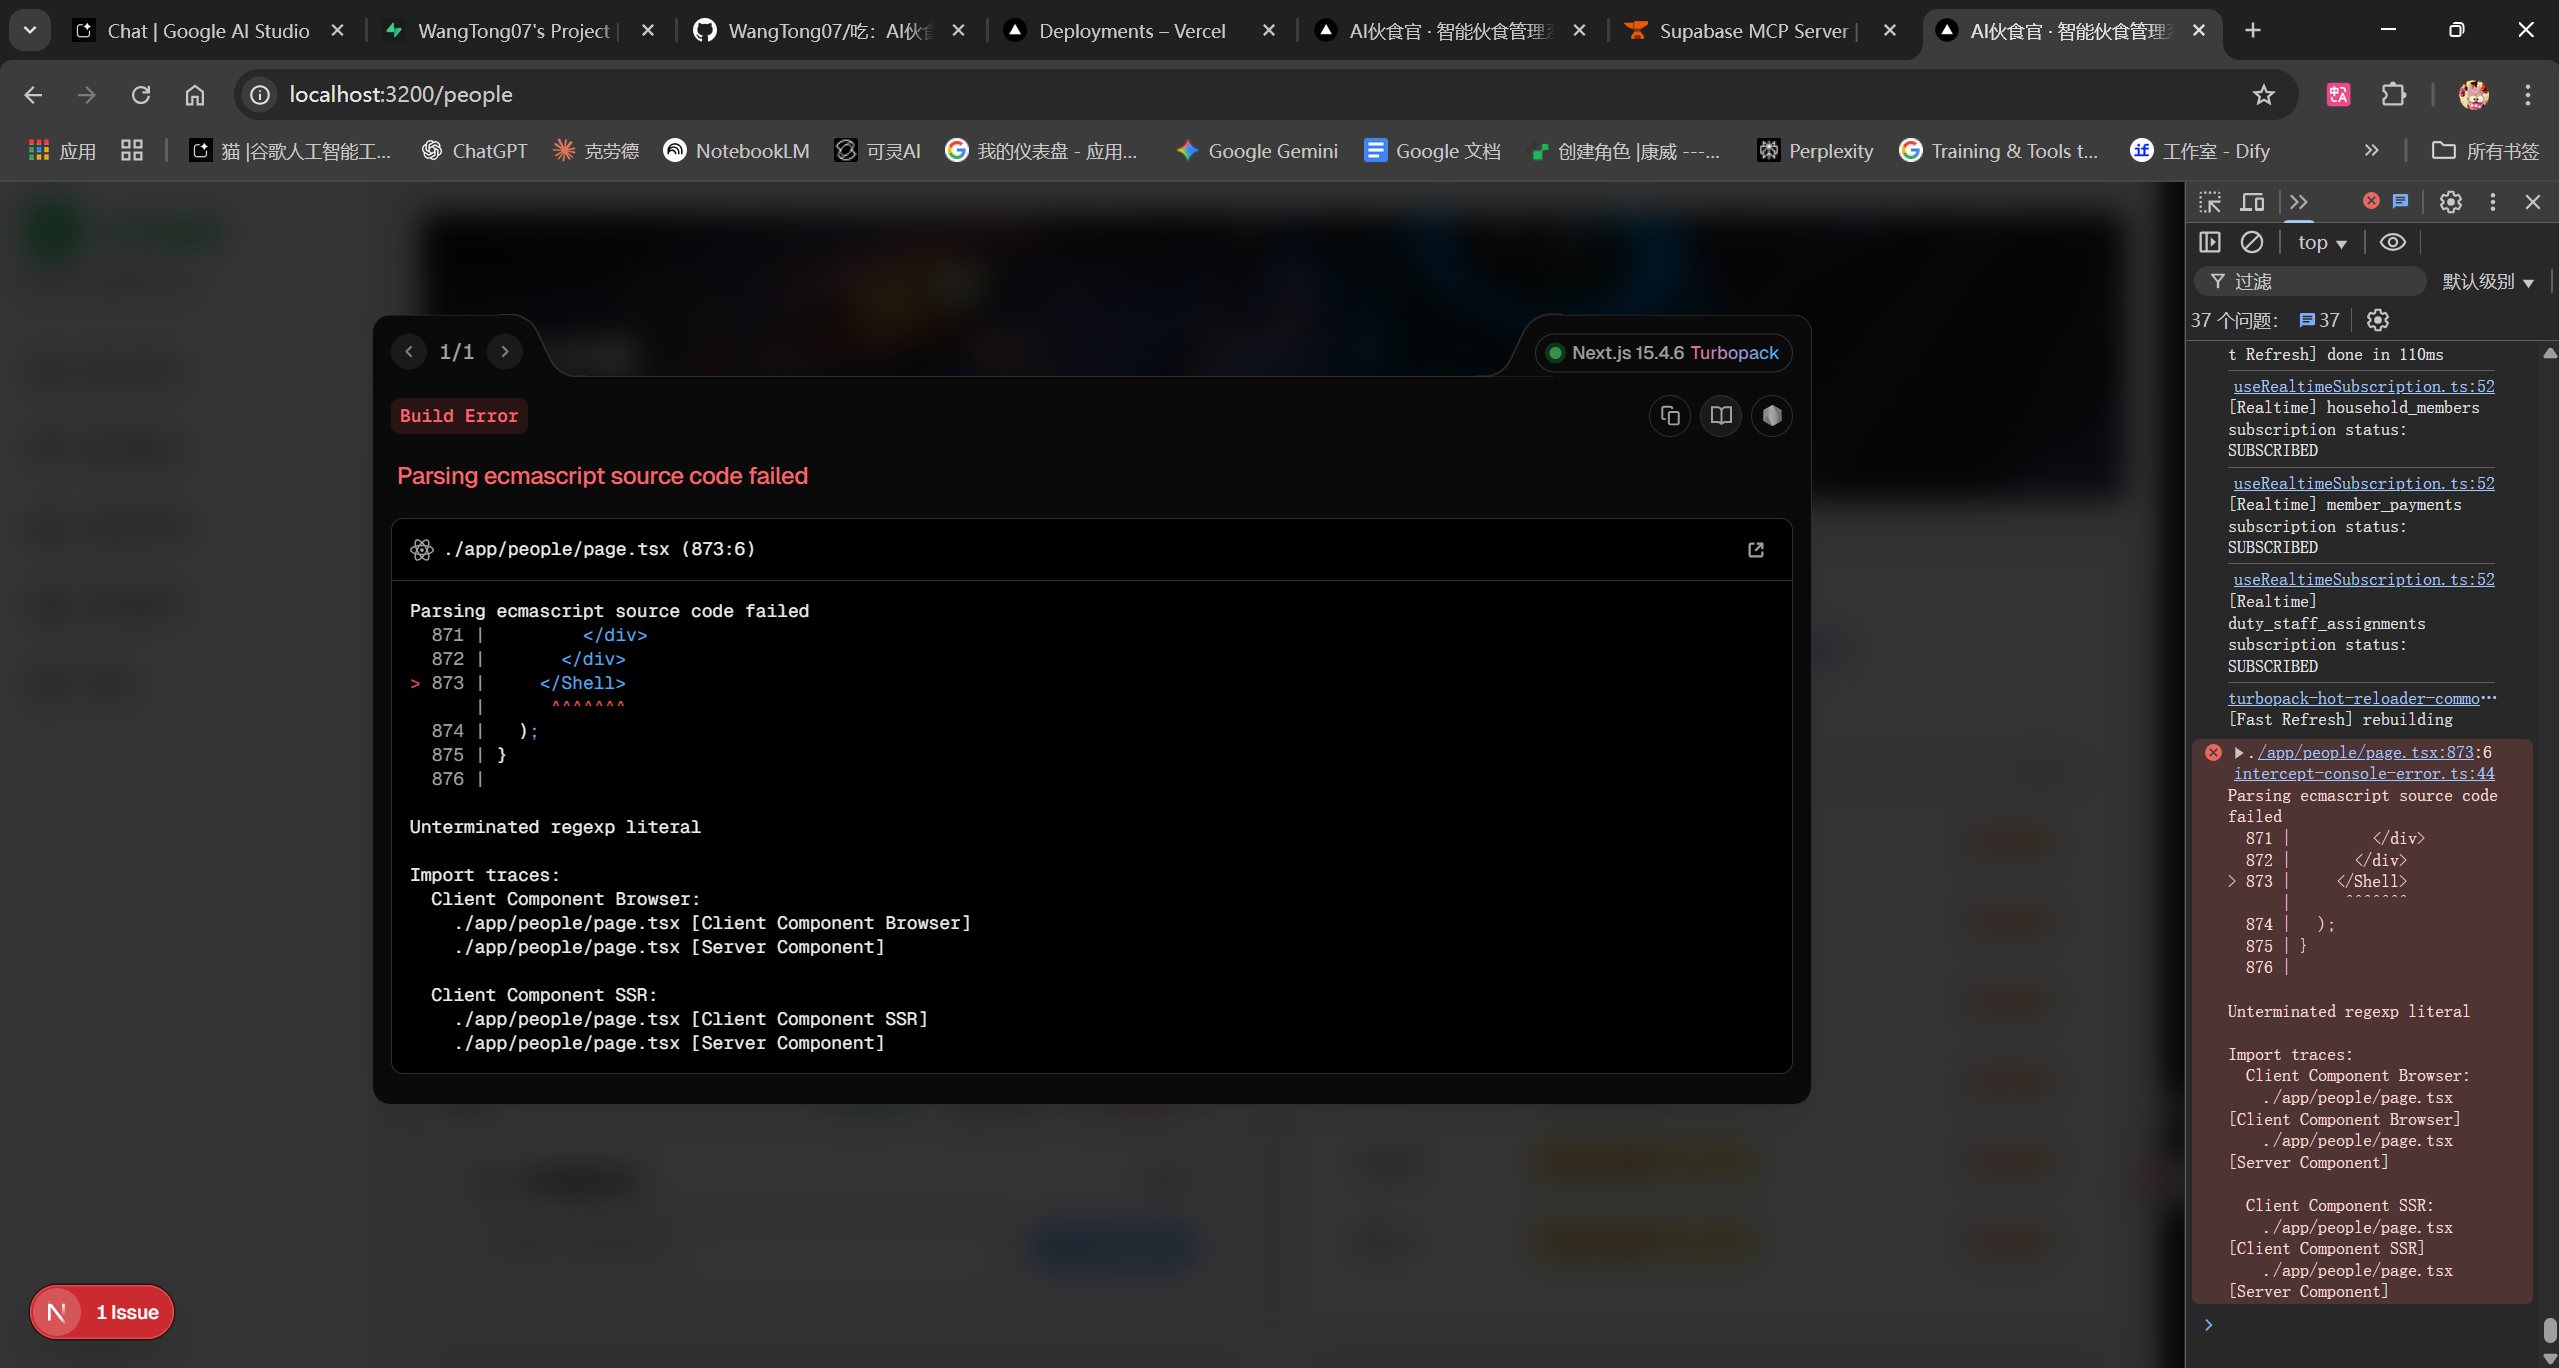 Chat | Google AI Studio
WangTong07's Project |
WangTong07/吃: AI伙食
Deployments – Vercel
AI伙食官 · 智能伙食管理系
Supabase MCP Server |
AI伙食官 · 智能伙食管理系
localhost:3200/people
应用
猫 |谷歌人工智能工...
ChatGPT
克劳德
NotebookLM
可灵AI
我的仪表盘 - 应用...
Google Gemini
Google 文档
创建角色 |康威 ---...
Perplexity
Training & Tools t...
工作室 - Dify
所有书签
1/1
Next.js 15.4.6 Turbopack
Build Error
Parsing ecmascript source code failed
./app/people/page.tsx (873:6)
Parsing ecmascript source code failed
871 | </div>
872 | </div>
> 873 | </Shell>
| ^^^^^^^
874 | );
875 | }
876 |
Unterminated regexp literal
Import traces:
Client Component Browser:
./app/people/page.tsx [Client Component Browser]
./app/people/page.tsx [Server Component]
Client Component SSR:
./app/people/page.tsx [Client Component SSR]
./app/people/page.tsx [Server Component]
N 1 Issue
top
过滤
默认级别
37 个问题: 37
t Refresh] done in 110ms
useRealtimeSubscription.ts:52
[Realtime] household_members
subscription status:
SUBSCRIBED
useRealtimeSubscription.ts:52
[Realtime] member_payments
subscription status:
SUBSCRIBED
useRealtimeSubscription.ts:52
[Realtime]
duty_staff_assignments
subscription status:
SUBSCRIBED
turbopack-hot-reloader-commo…
[Fast Refresh] rebuilding
./app/people/page.tsx:873:6
intercept-console-error.ts:44
Parsing ecmascript source code
failed
871 | </div>
872 | </div>
> 873 | </Shell>
| ^^^^^^^
874 | );
875 | }
876 |
Unterminated regexp literal
Import traces:
Client Component Browser:
./app/people/page.tsx
[Client Component Browser]
./app/people/page.tsx
[Server Component]
Client Component SSR:
./app/people/page.tsx
[Client Component SSR]
./app/people/page.tsx
[Server Component]